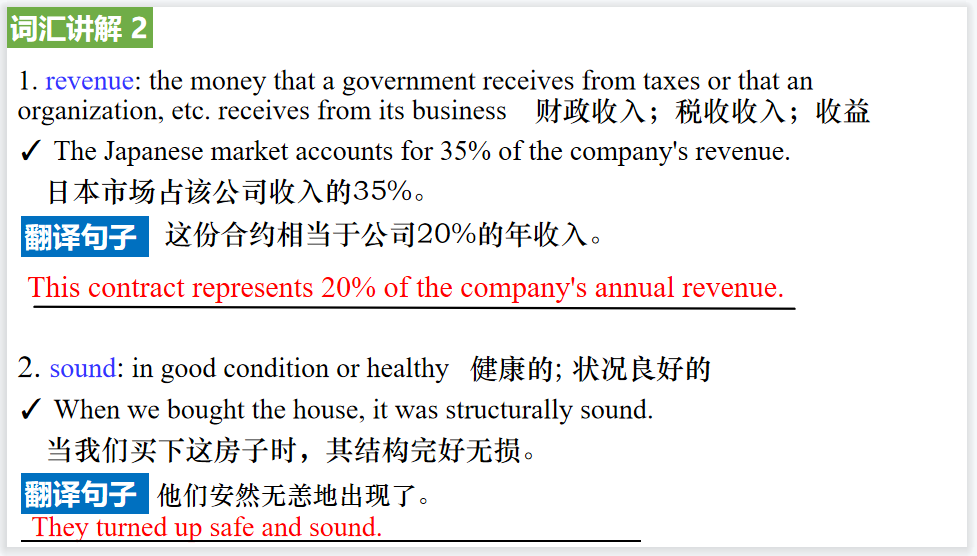 词汇讲解 2
1. revenue: the money that a government receives from taxes or that an
organization, etc. receives from its business 财政收入；税收收入；收益
✓ The Japanese market accounts for 35% of the company's revenue.
日本市场占该公司收入的35%。
翻译句子 这份合约相当于公司20%的年收入。
This contract represents 20% of the company's annual revenue.
2. sound: in good condition or healthy 健康的; 状况良好的
✓ When we bought the house, it was structurally sound.
当我们买下这房子时，其结构完好无损。
翻译句子 他们安然无恙地出现了。
They turned up safe and sound.